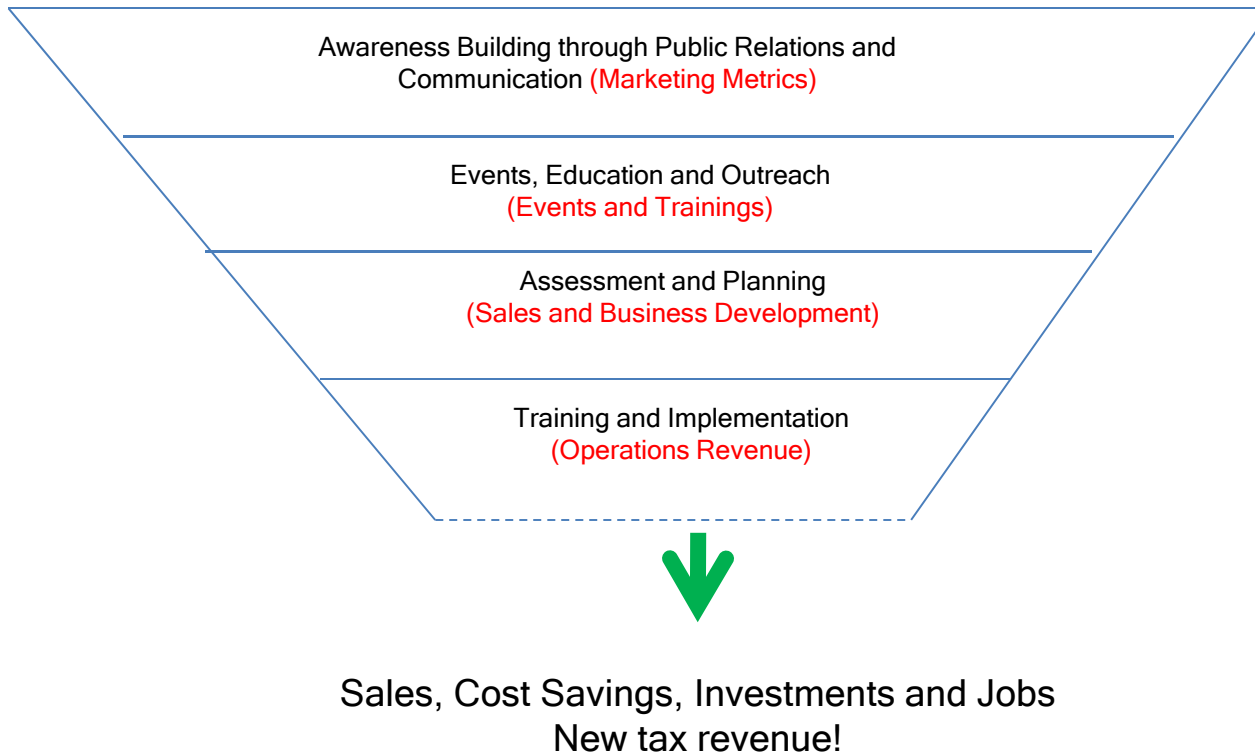 Awareness Building through Public Relations and
Communication (Marketing Metrics)
Events, Education and Outreach
(Events and Trainings)
Assessment and Planning
(Sales and Business Development)
Training and Implementation
(Operations Revenue)
Sales, Cost Savings, Investments and Jobs
New tax revenue!